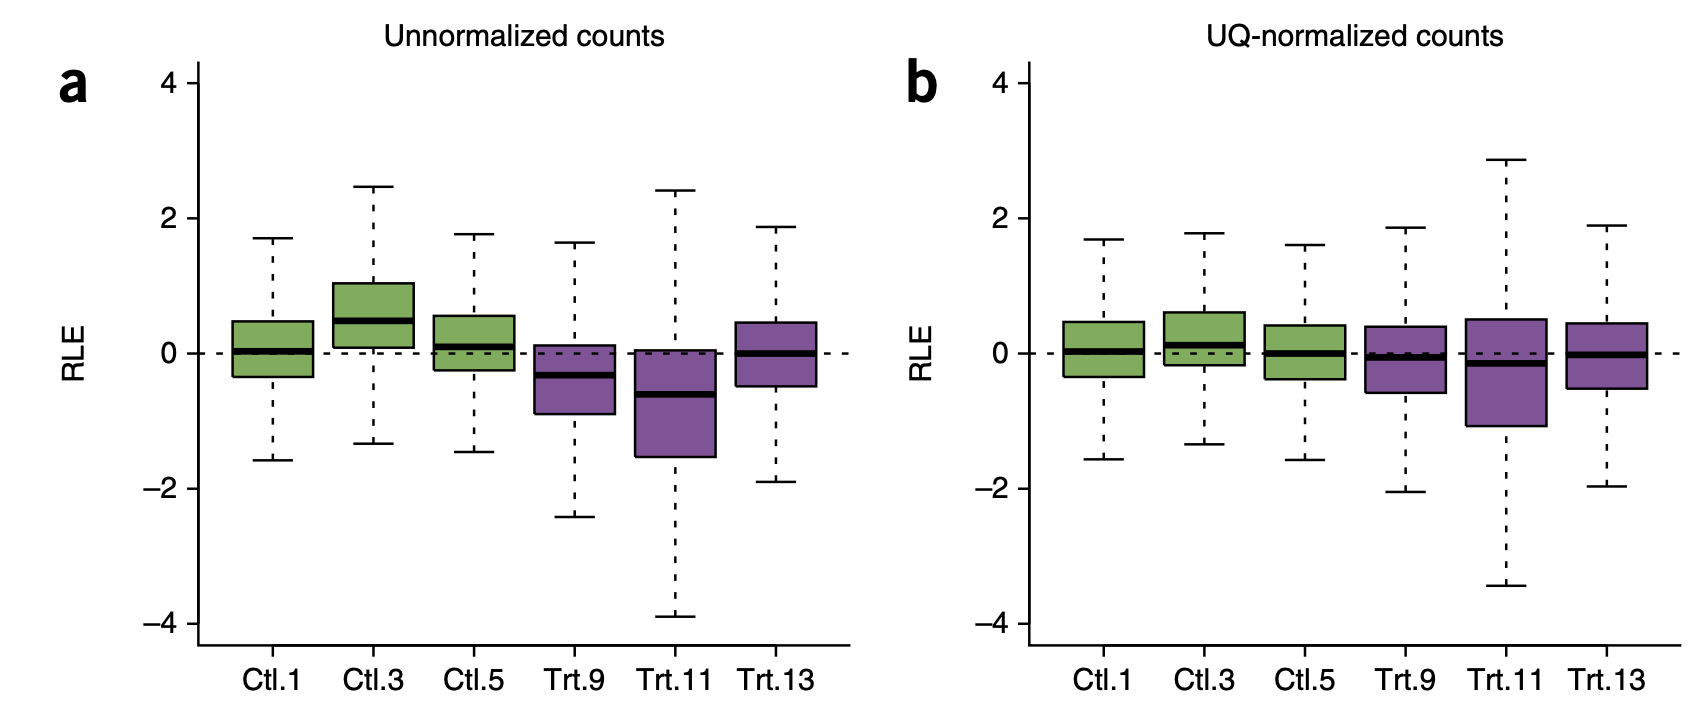 Unnormalized counts
a
4
2
0
–2
–4
RLE
Ctl.1 Ctl.3 Ctl.5 Trt.9 Trt.11 Trt.13
UQ-normalized counts
b
4
2
0
–2
–4
RLE
Ctl.1 Ctl.3 Ctl.5 Trt.9 Trt.11 Trt.13